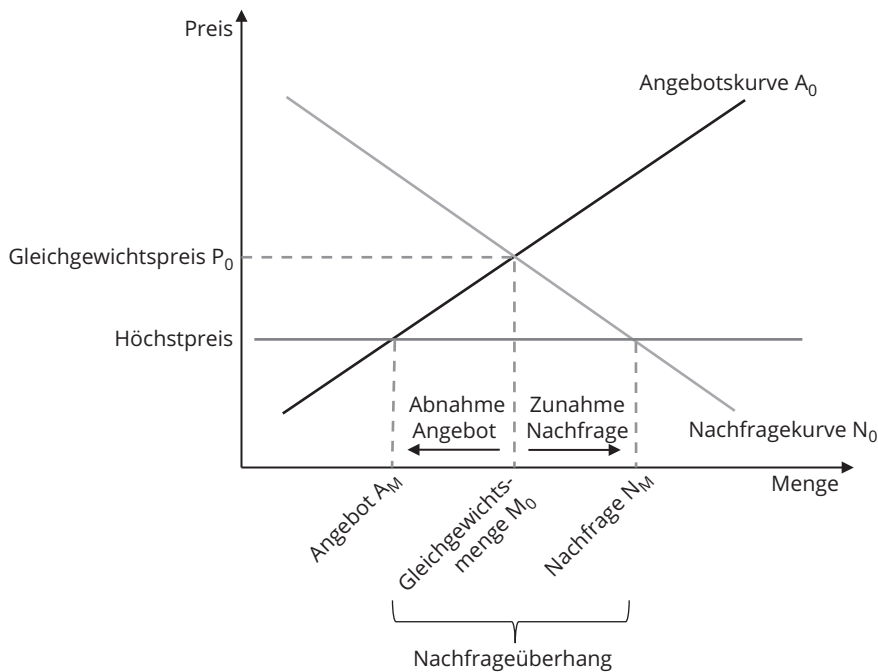 Preis
Angebotskurve A₀
Gleichgewichtspreis P₀
Höchstpreis
Abnahme
Angebot
Zunahme
Nachfrage
Nachfragekurve N₀
Menge
Angebot Aₘ
Gleichgewichts-
menge M₀
Nachfrage Nₘ
Nachfrageüberhang